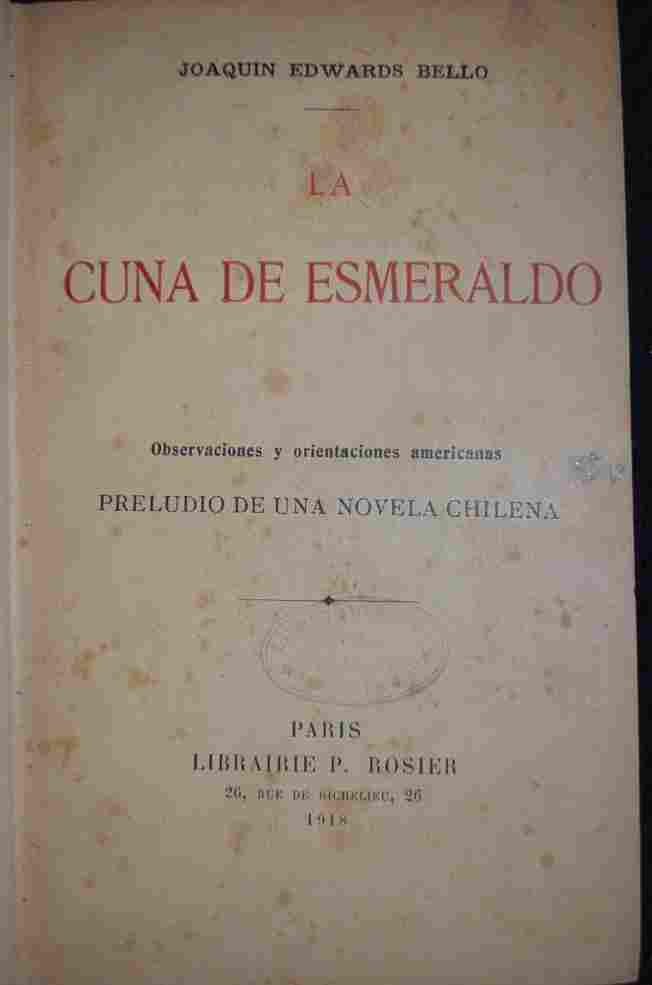 JOAQUIN EDWARDS BELLO
LA
CUNA DE ESMERALDO
Observaciones y orientaciones americanas
PRELUDIO DE UNA NOVELA CHILENA
PARIS
LIBRAIRIE P. ROSIER
26, RUE DE RICHELIEU, 26
1918